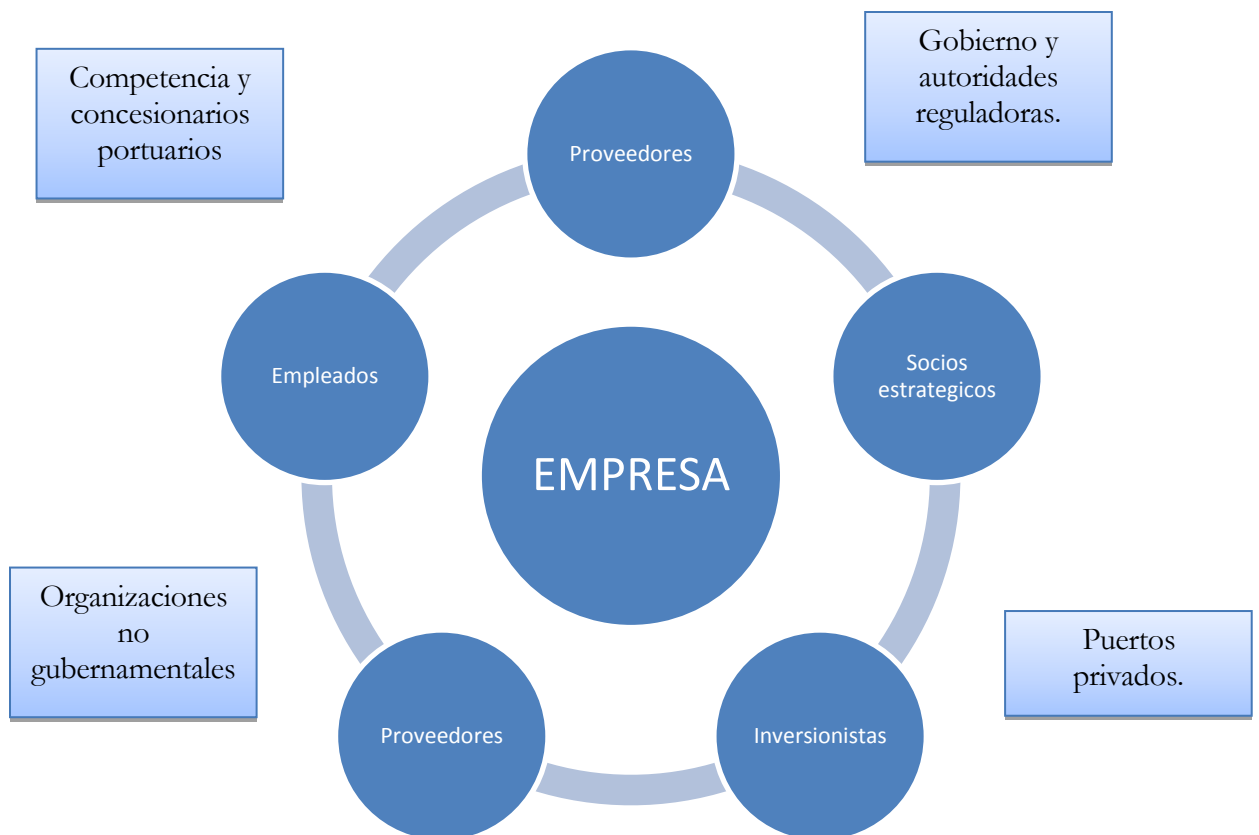 Competencia y
concesionarios
portuarios
Gobierno y
autoridades
reguladoras.
Proveedores
Empleados
Socios
estrategicos
EMPRESA
Organizaciones
no
gubernamentales
Puertos
privados.
Proveedores
Inversionistas